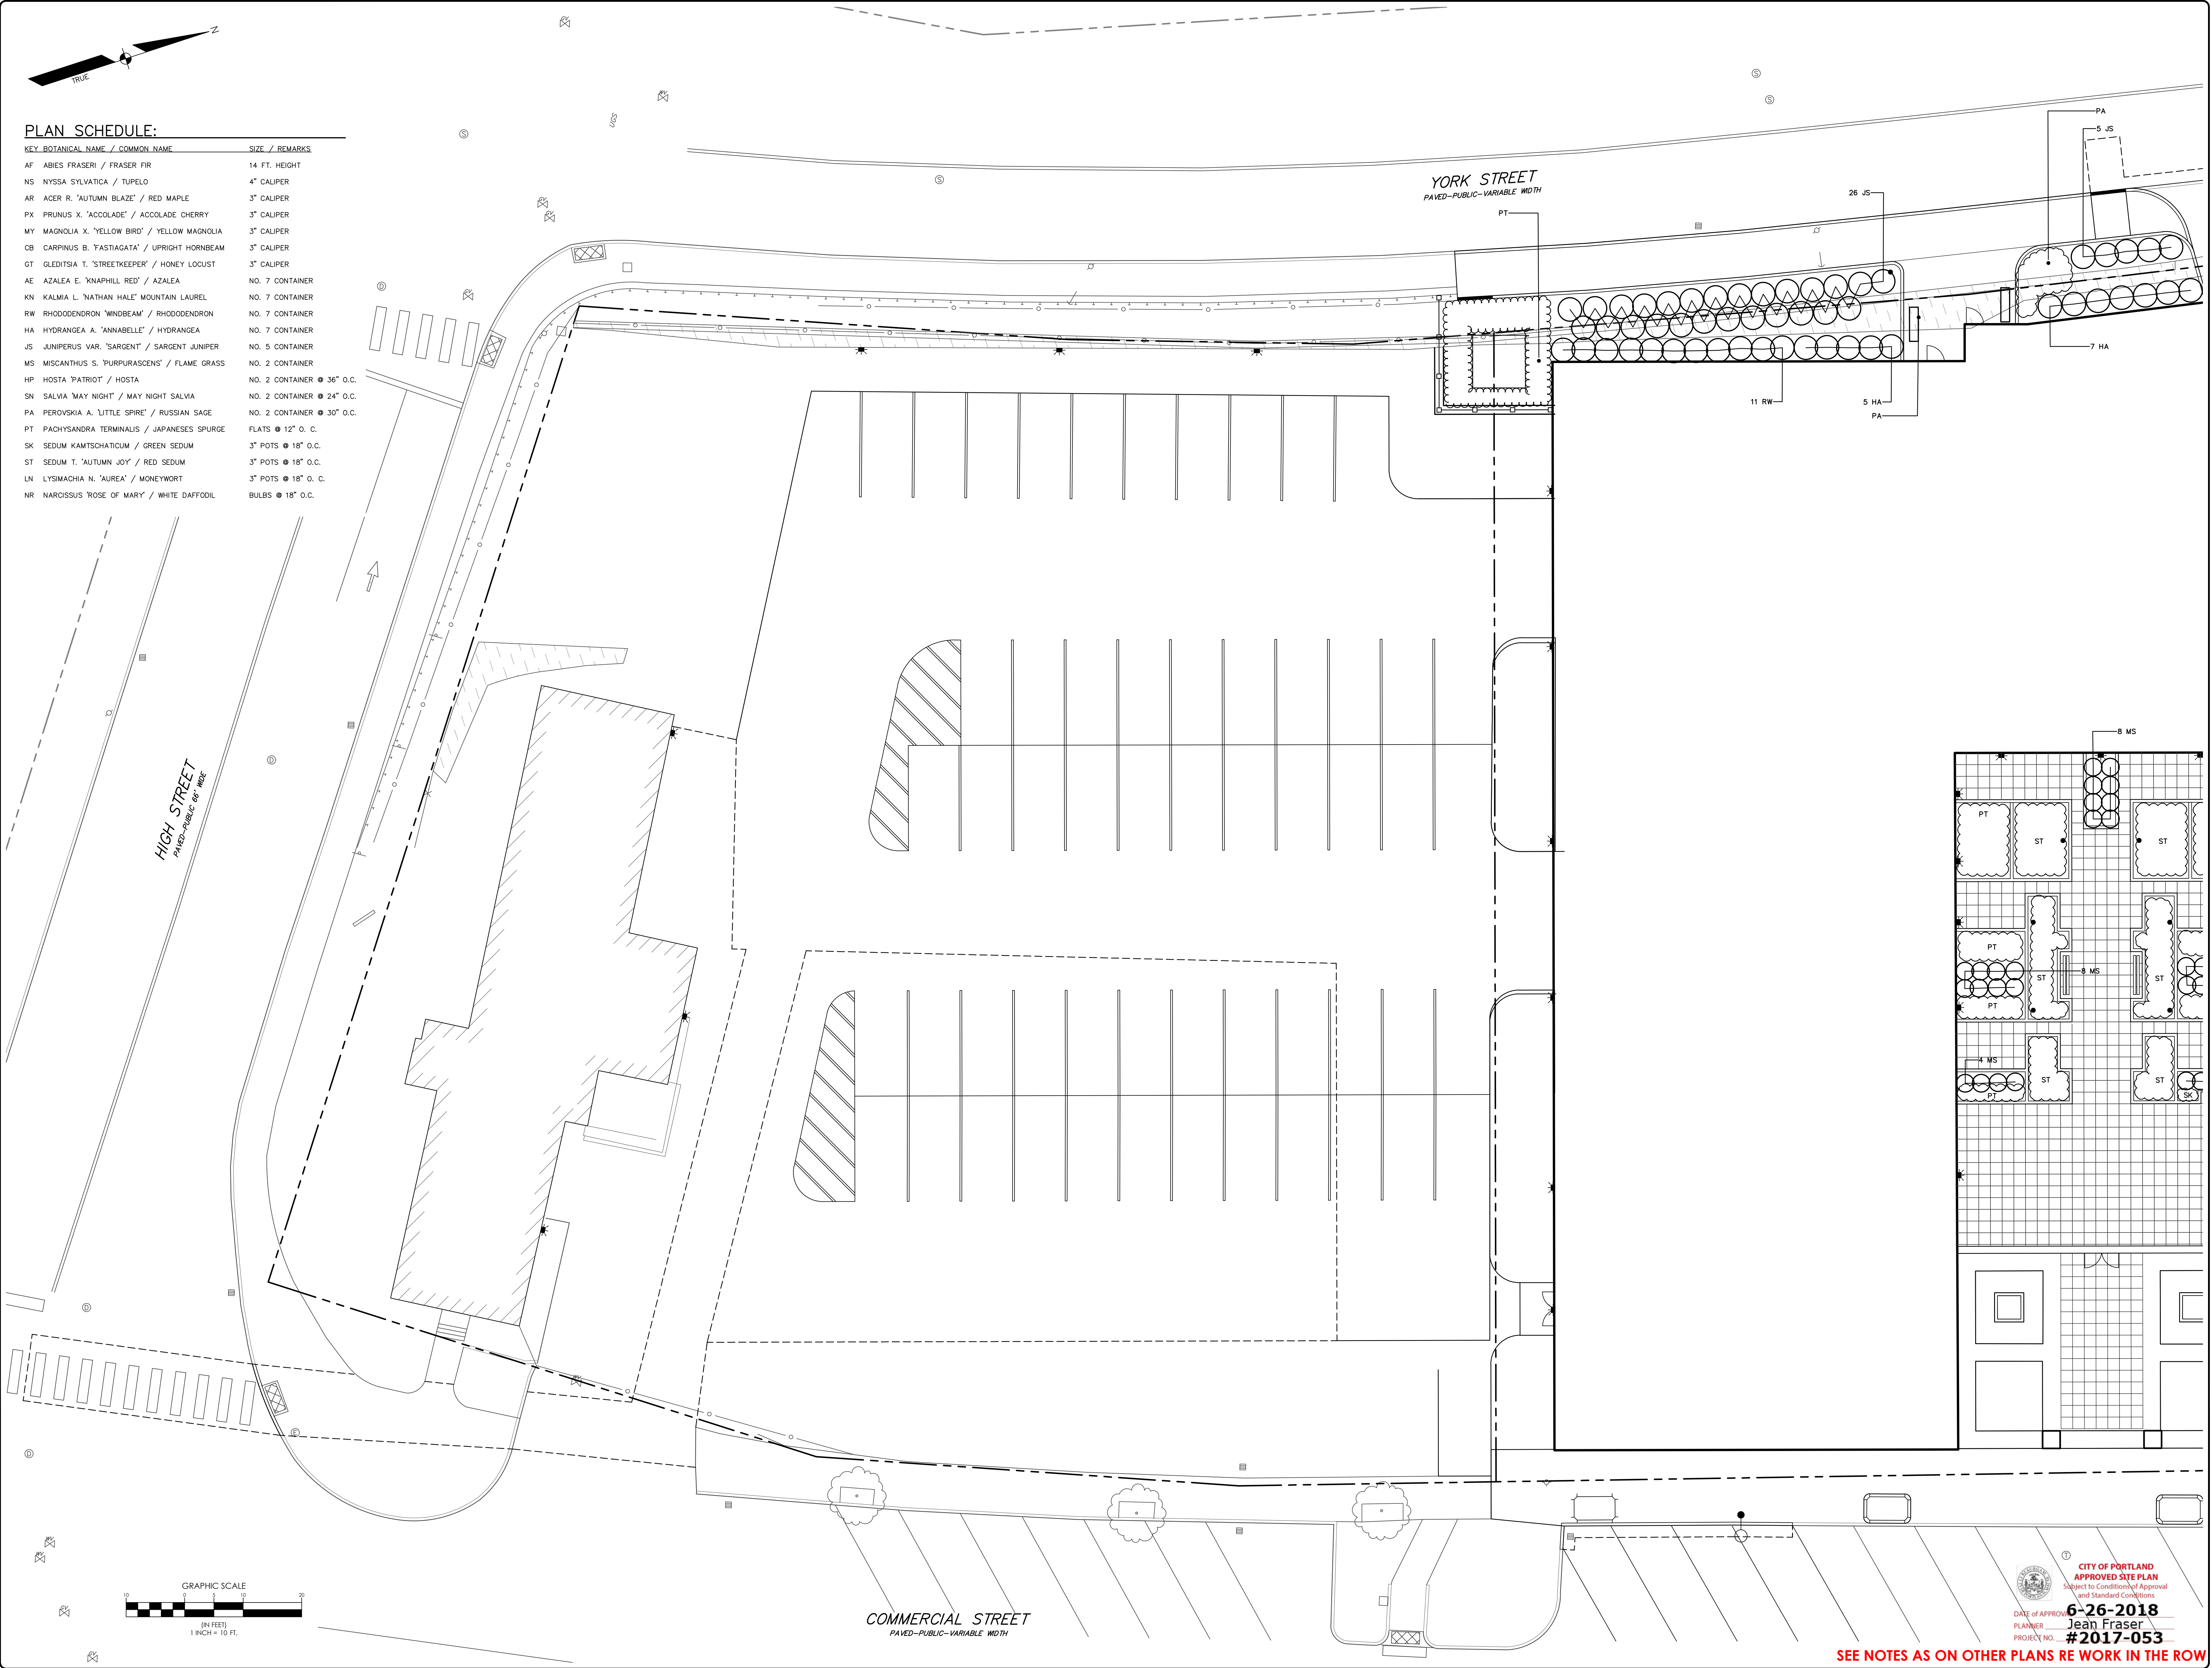 N
TRUE
PLAN SCHEDULE:
KEY BOTANICAL NAME / COMMON NAME SIZE / REMARKS
AF ABIES FRASERI / FRASER FIR 14 FT. HEIGHT
NS NYSSA SYLVATICA / TUPELO 4" CALIPER
AR ACER R. 'AUTUMN BLAZE' / RED MAPLE 3" CALIPER
PX PRUNUS X. 'ACCOLADE' / ACCOLADE CHERRY 3" CALIPER
MY MAGNOLIA X. 'YELLOW BIRD' / YELLOW MAGNOLIA 3" CALIPER
CB CARPINUS B. 'FASTIAGATA' / UPRIGHT HORNBEAM 3" CALIPER
GT GLEDITSIA T. 'STREETKEEPER' / HONEY LOCUST 3" CALIPER
AE AZALEA E. 'KNAPHILL RED' / AZALEA NO. 7 CONTAINER
KN KALMIA L. 'NATHAN HALE' MOUNTAIN LAUREL NO. 7 CONTAINER
RW RHODODENDRON 'WINDBEAM' / RHODODENDRON NO. 7 CONTAINER
HA HYDRANGEA A. 'ANNABELLE' / HYDRANGEA NO. 7 CONTAINER
JS JUNIPERUS VAR. 'SARGENT' / SARGENT JUNIPER NO. 5 CONTAINER
MS MISCANTHUS S. 'PURPURASCENS' / FLAME GRASS NO. 2 CONTAINER
HP HOSTA 'PATRIOT' / HOSTA NO. 2 CONTAINER @ 36" O.C.
SN SALVIA 'MAY NIGHT' / MAY NIGHT SALVIA NO. 2 CONTAINER @ 24" O.C.
PA PEROVSKIA A. 'LITTLE SPIRE' / RUSSIAN SAGE NO. 2 CONTAINER @ 30" O.C.
PT PACHYSANDRA TERMINALIS / JAPANESES SPURGE FLATS @ 12" O. C.
SK SEDUM KAMTSCHATICUM / GREEN SEDUM 3" POTS @ 18" O.C.
ST SEDUM T. 'AUTUMN JOY' / RED SEDUM 3" POTS @ 18" O.C.
LN LYSIMACHIA N. 'AUREA' / MONEYWORT 3" POTS @ 18" O. C.
NR NARCISSUS 'ROSE OF MARY' / WHITE DAFFODIL BULBS @ 18" O.C.
UGS
S
S
S
S
D
D
D
D
E
T
YORK STREET
PAVED-PUBLIC-VARIABLE WIDTH
PT
26 JS
PA
5 JS
7 HA
11 RW
5 HA
PA
HIGH STREET
PAVED-PUBLIC 66' WIDE
8 MS
PT
ST
ST
PT
8 MS
ST
ST
PT
4 MS
ST
ST
PT
SK
GRAPHIC SCALE
10 0 5 10 20
(IN FEET)
1 INCH = 10 FT.
COMMERCIAL STREET
PAVED-PUBLIC-VARIABLE WIDTH
CITY OF PORTLAND
APPROVED SITE PLAN
Subject to Conditions of Approval
and Standard Conditions
DATE of APPROVAL 6-26-2018
PLANNER Jean Fraser
PROJECT NO. #2017-053
SEE NOTES AS ON OTHER PLANS RE WORK IN THE ROW